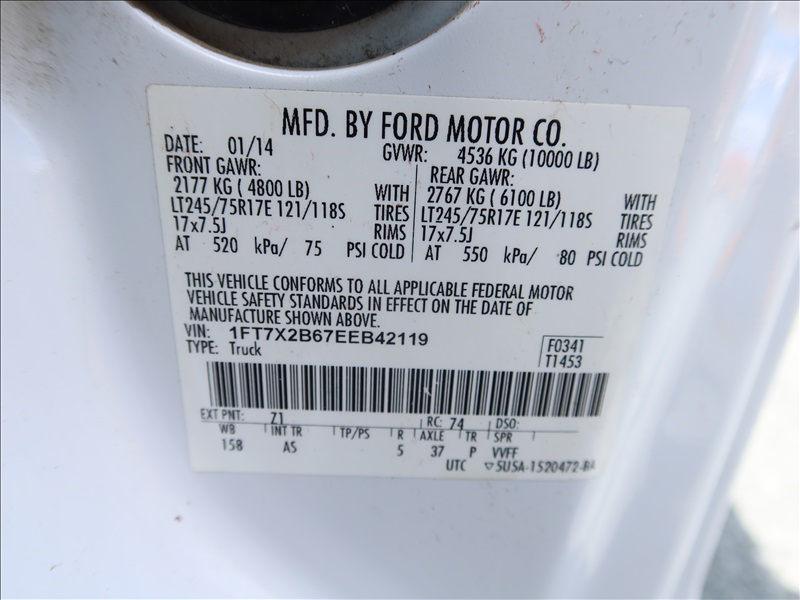 MFD. BY FORD MOTOR CO.
DATE: 01/14 GVWR: 4536 KG (10000 LB)
FRONT GAWR: REAR GAWR:
2177 KG ( 4800 LB) WITH 2767 KG ( 6100 LB) WITH
LT245/75R17E 121/118S TIRES LT245/75R17E 121/118S TIRES
17x7.5J RIMS 17x7.5J RIMS
AT 520 kPa/ 75 PSI COLD AT 550 kPa/ 80 PSI COLD
THIS VEHICLE CONFORMS TO ALL APPLICABLE FEDERAL MOTOR
VEHICLE SAFETY STANDARDS IN EFFECT ON THE DATE OF
MANUFACTURE SHOWN ABOVE.
VIN: 1FT7X2B67EEB42119
TYPE: Truck
F0341
T1453
EXT PNT: Z1 RC: 74 DSO:
WB INT TR TP/PS R AXLE TR SPR
158 AS 5 37 P VVFF
UTC